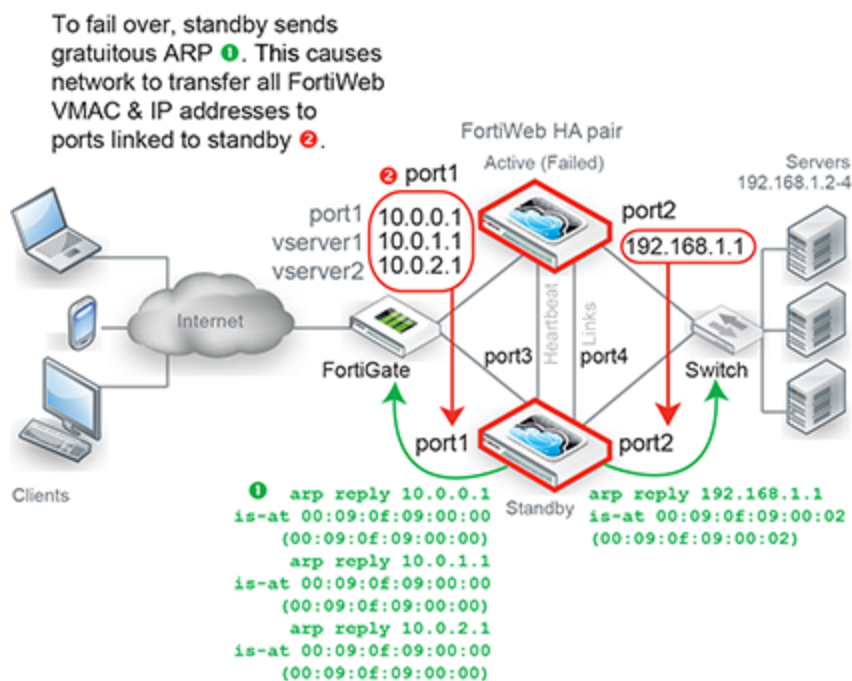 To fail over, standby sends
gratuitous ARP ❶. This causes
network to transfer all FortiWeb
VMAC & IP addresses to
ports linked to standby ❷.
FortiWeb HA pair
Active (Failed)
Servers
192.168.1.2-4
❷ port1
port1 10.0.0.1
vserver1 10.0.1.1
vserver2 10.0.2.1
port2
192.168.1.1
Internet
FortiGate
port3
Heartbeat
Links
port4
Switch
port1
port2
Clients
Standby
❶ arp reply 10.0.0.1
is-at 00:09:0f:09:00:00
(00:09:0f:09:00:00)
arp reply 10.0.1.1
is-at 00:09:0f:09:00:00
(00:09:0f:09:00:00)
arp reply 10.0.2.1
is-at 00:09:0f:09:00:00
(00:09:0f:09:00:00)
arp reply 192.168.1.1
is-at 00:09:0f:09:00:02
(00:09:0f:09:00:02)